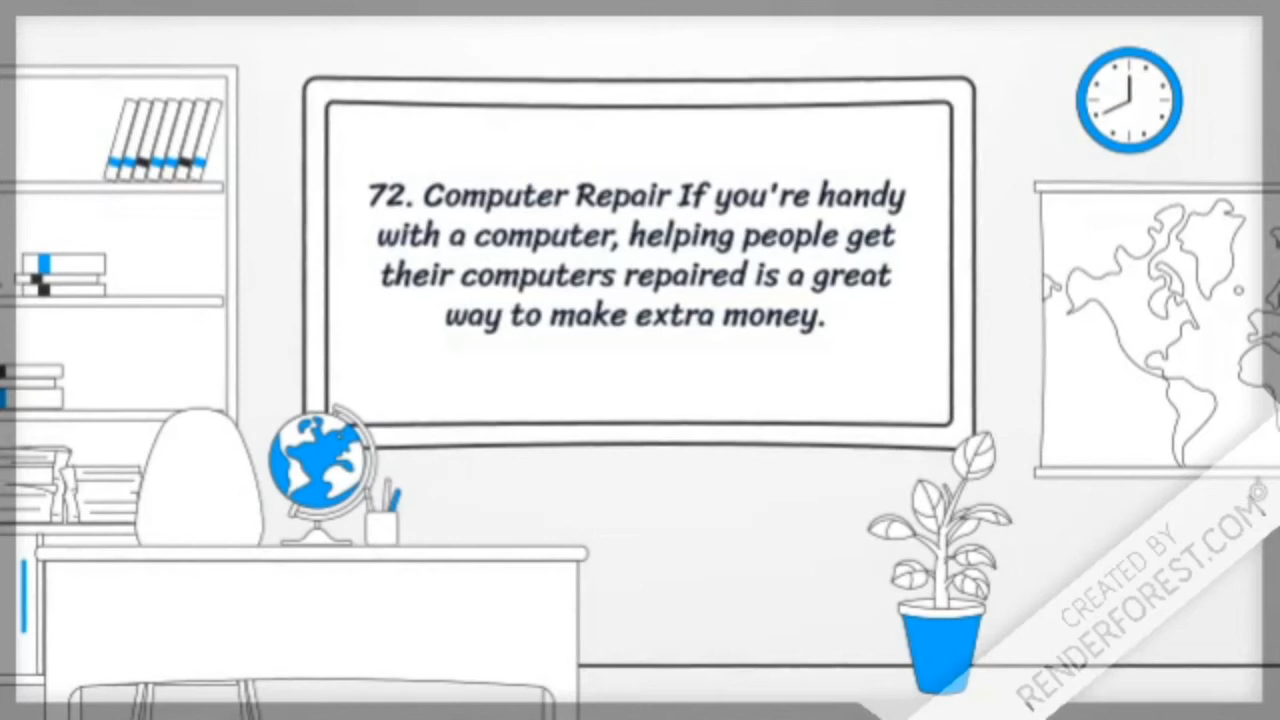 72. Computer Repair If you're handy
with a computer, helping people get
their computers repaired is a great
way to make extra money.
CREATED BY
RENDERFOREST.COM